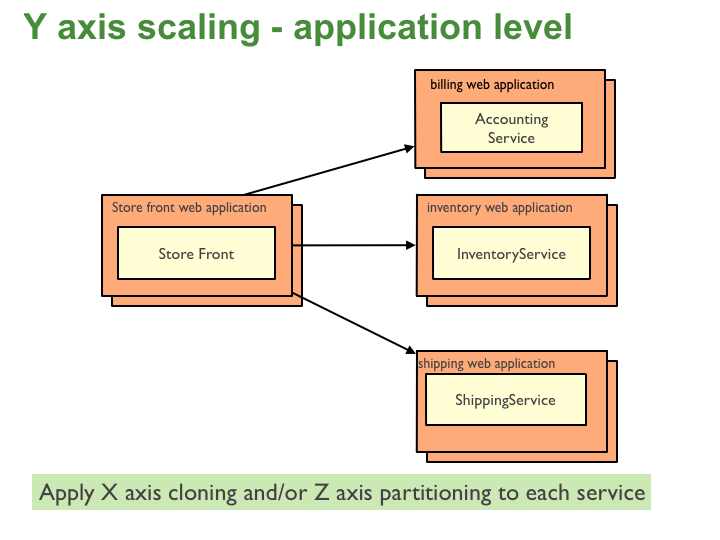 Y axis scaling - application level
billing web application
Accounting
Service
Store front web application
Store Front
inventory web application
InventoryService
shipping web application
ShippingService
Apply X axis cloning and/or Z axis partitioning to each service